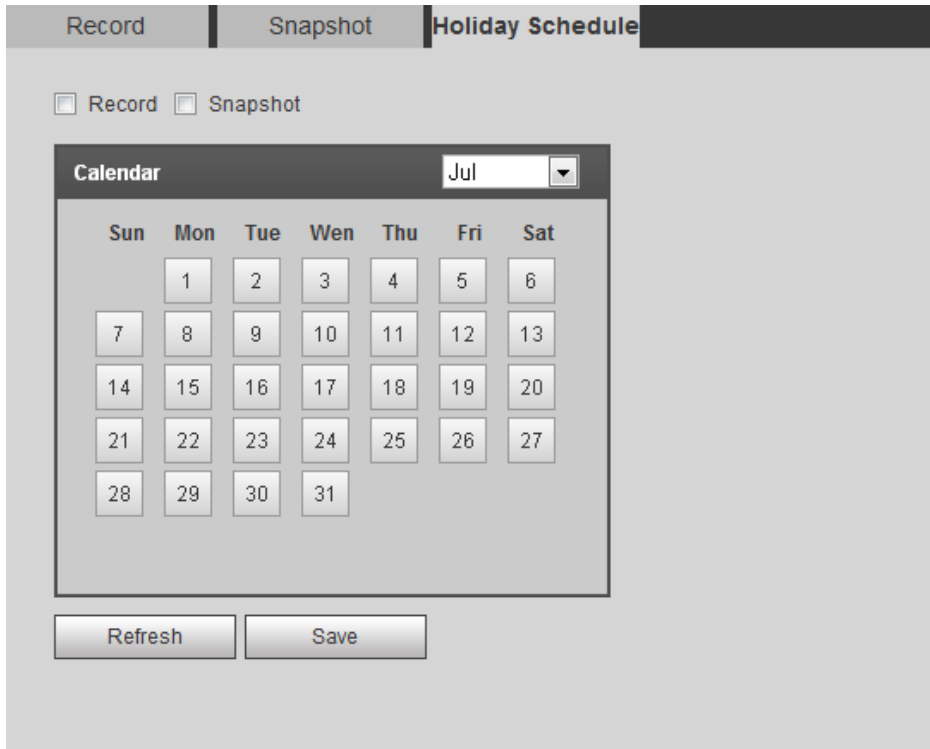 Record Snapshot Holiday Schedule
Record Snapshot
Calendar Jul
Sun Mon Tue Wen Thu Fri Sat
1 2 3 4 5 6
7 8 9 10 11 12 13
14 15 16 17 18 19 20
21 22 23 24 25 26 27
28 29 30 31
Refresh Save